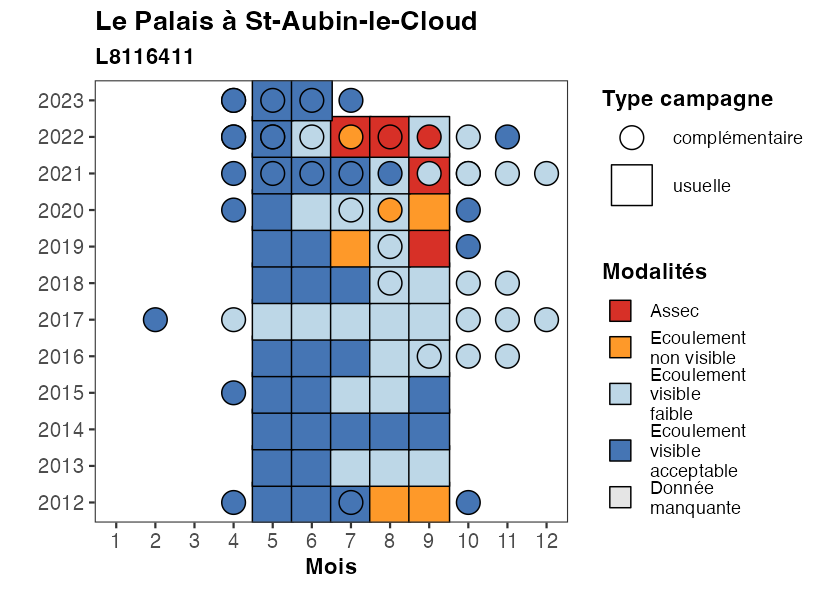 Le Palais à St-Aubin-le-Cloud
L8116411
2023
2022
2021
2020
2019
2018
2017
2016
2015
2014
2013
2012
1 2 3 4 5 6 7 8 9 10 11 12
Mois
Type campagne
complémentaire
usuelle
Modalités
Assec
Ecoulement
non visible
Ecoulement
visible
faible
Ecoulement
visible
acceptable
Donnée
manquante